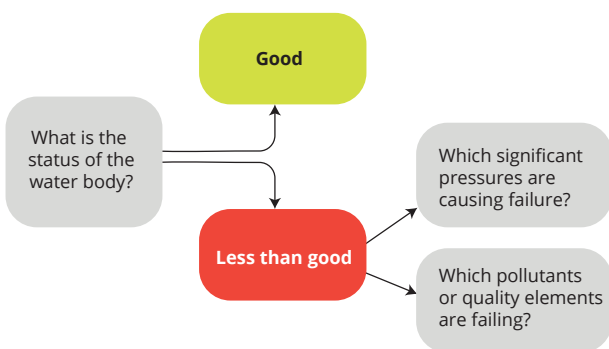 Good
What is the
status of the
water body?
Which significant
pressures are
causing failure?
Less than good
Which pollutants
or quality elements
are failing?